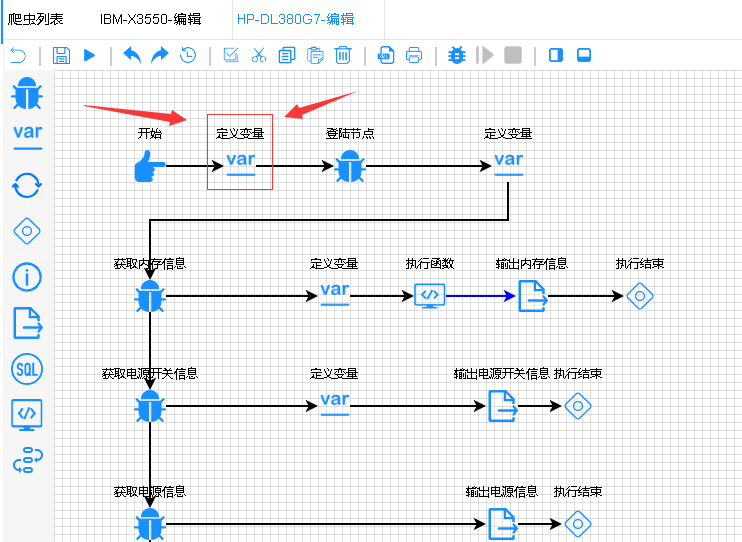 爬虫列表 IBM-X3550-编辑 HP-DL380G7-编辑
var
SQL
开始 定义变量 登陆节点 定义变量
var var
获取内存信息 定义变量 执行函数 输出内存信息 执行结束
var
获取电源开关信息 定义变量 输出电源开关信息 执行结束
var
获取电源信息 输出电源信息 执行结束